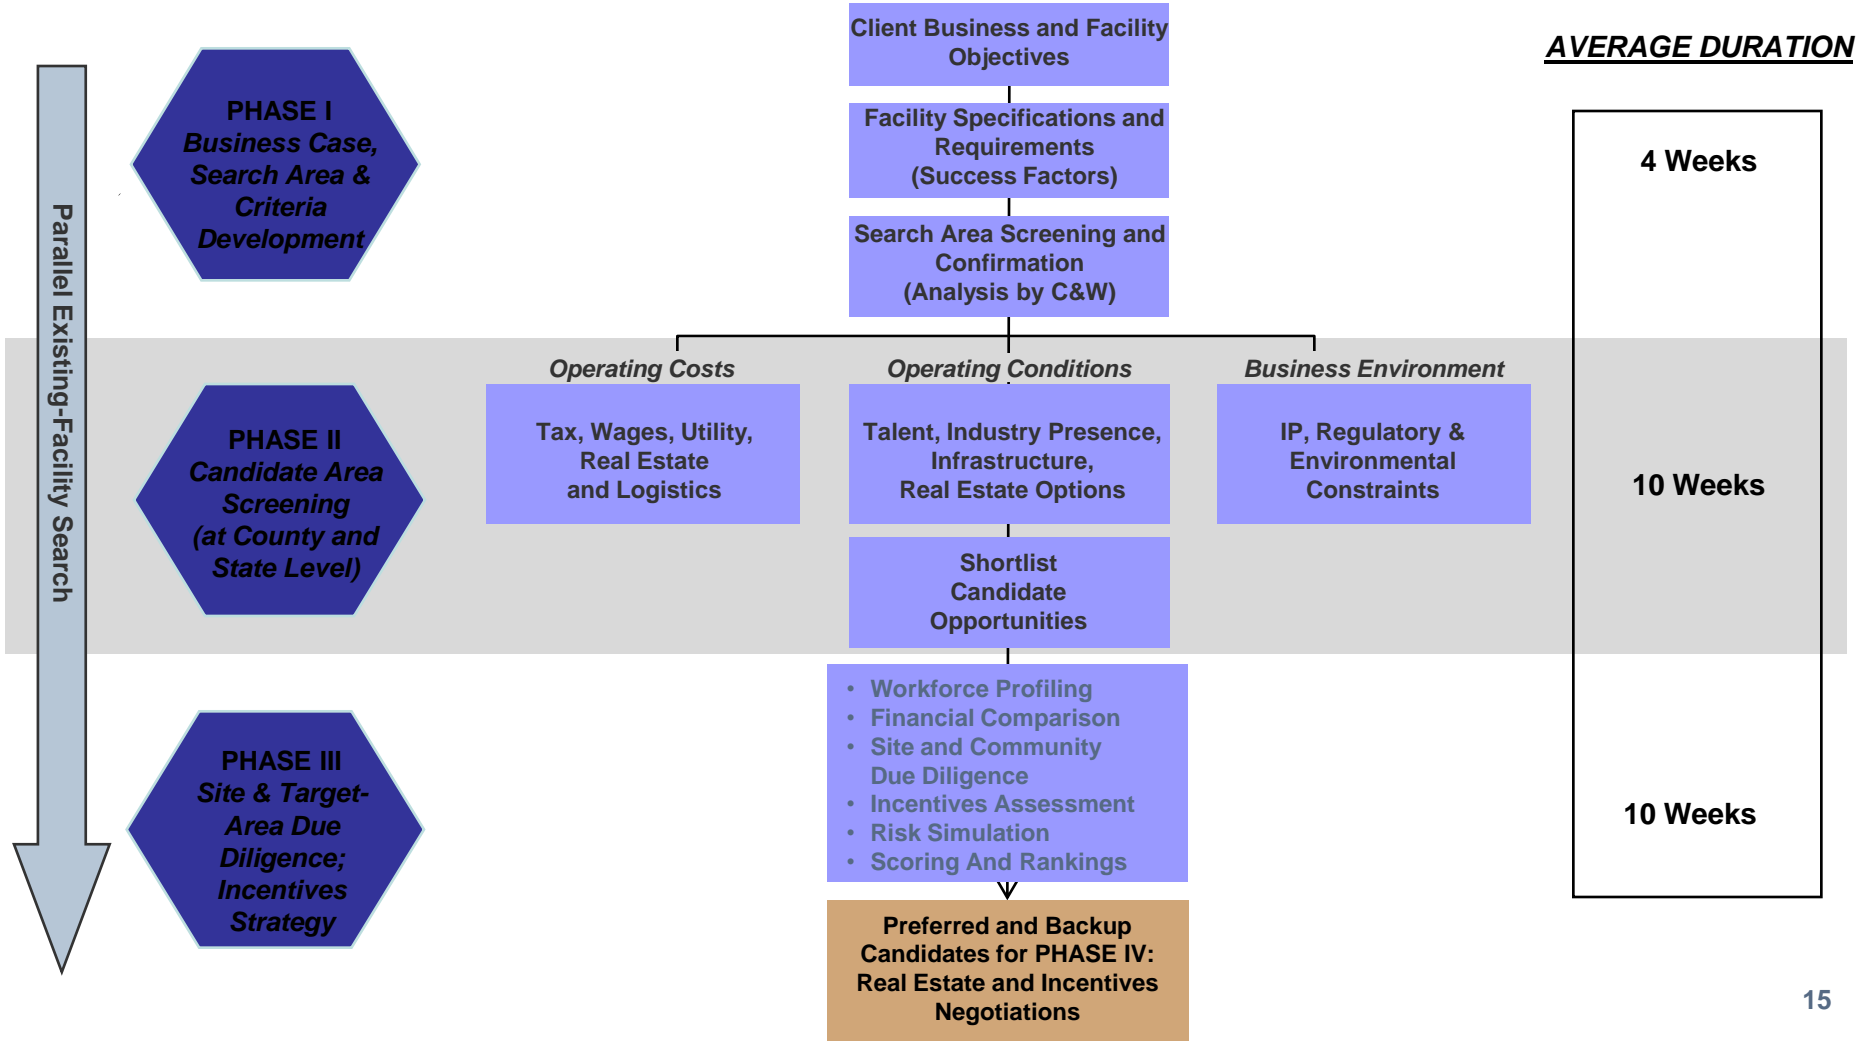 Client Business and Facility
Objectives
AVERAGE DURATION
PHASE I
Business Case,
Search Area &
Criteria
Development
Facility Specifications and
Requirements
(Success Factors)
4 Weeks
Search Area Screening and
Confirmation
(Analysis by C&W)
Parallel Existing-Facility Search
Operating Costs
Operating Conditions
Business Environment
PHASE II
Candidate Area
Screening
(at County and
State Level)
Tax, Wages, Utility,
Real Estate
and Logistics
Talent, Industry Presence,
Infrastructure,
Real Estate Options
IP, Regulatory &
Environmental
Constraints
10 Weeks
Shortlist
Candidate
Opportunities
PHASE III
Site & Target-
Area Due
Diligence;
Incentives
Strategy
• Workforce Profiling
• Financial Comparison
• Site and Community
Due Diligence
• Incentives Assessment
• Risk Simulation
• Scoring And Rankings
10 Weeks
Preferred and Backup
Candidates for PHASE IV:
Real Estate and Incentives
Negotiations
15